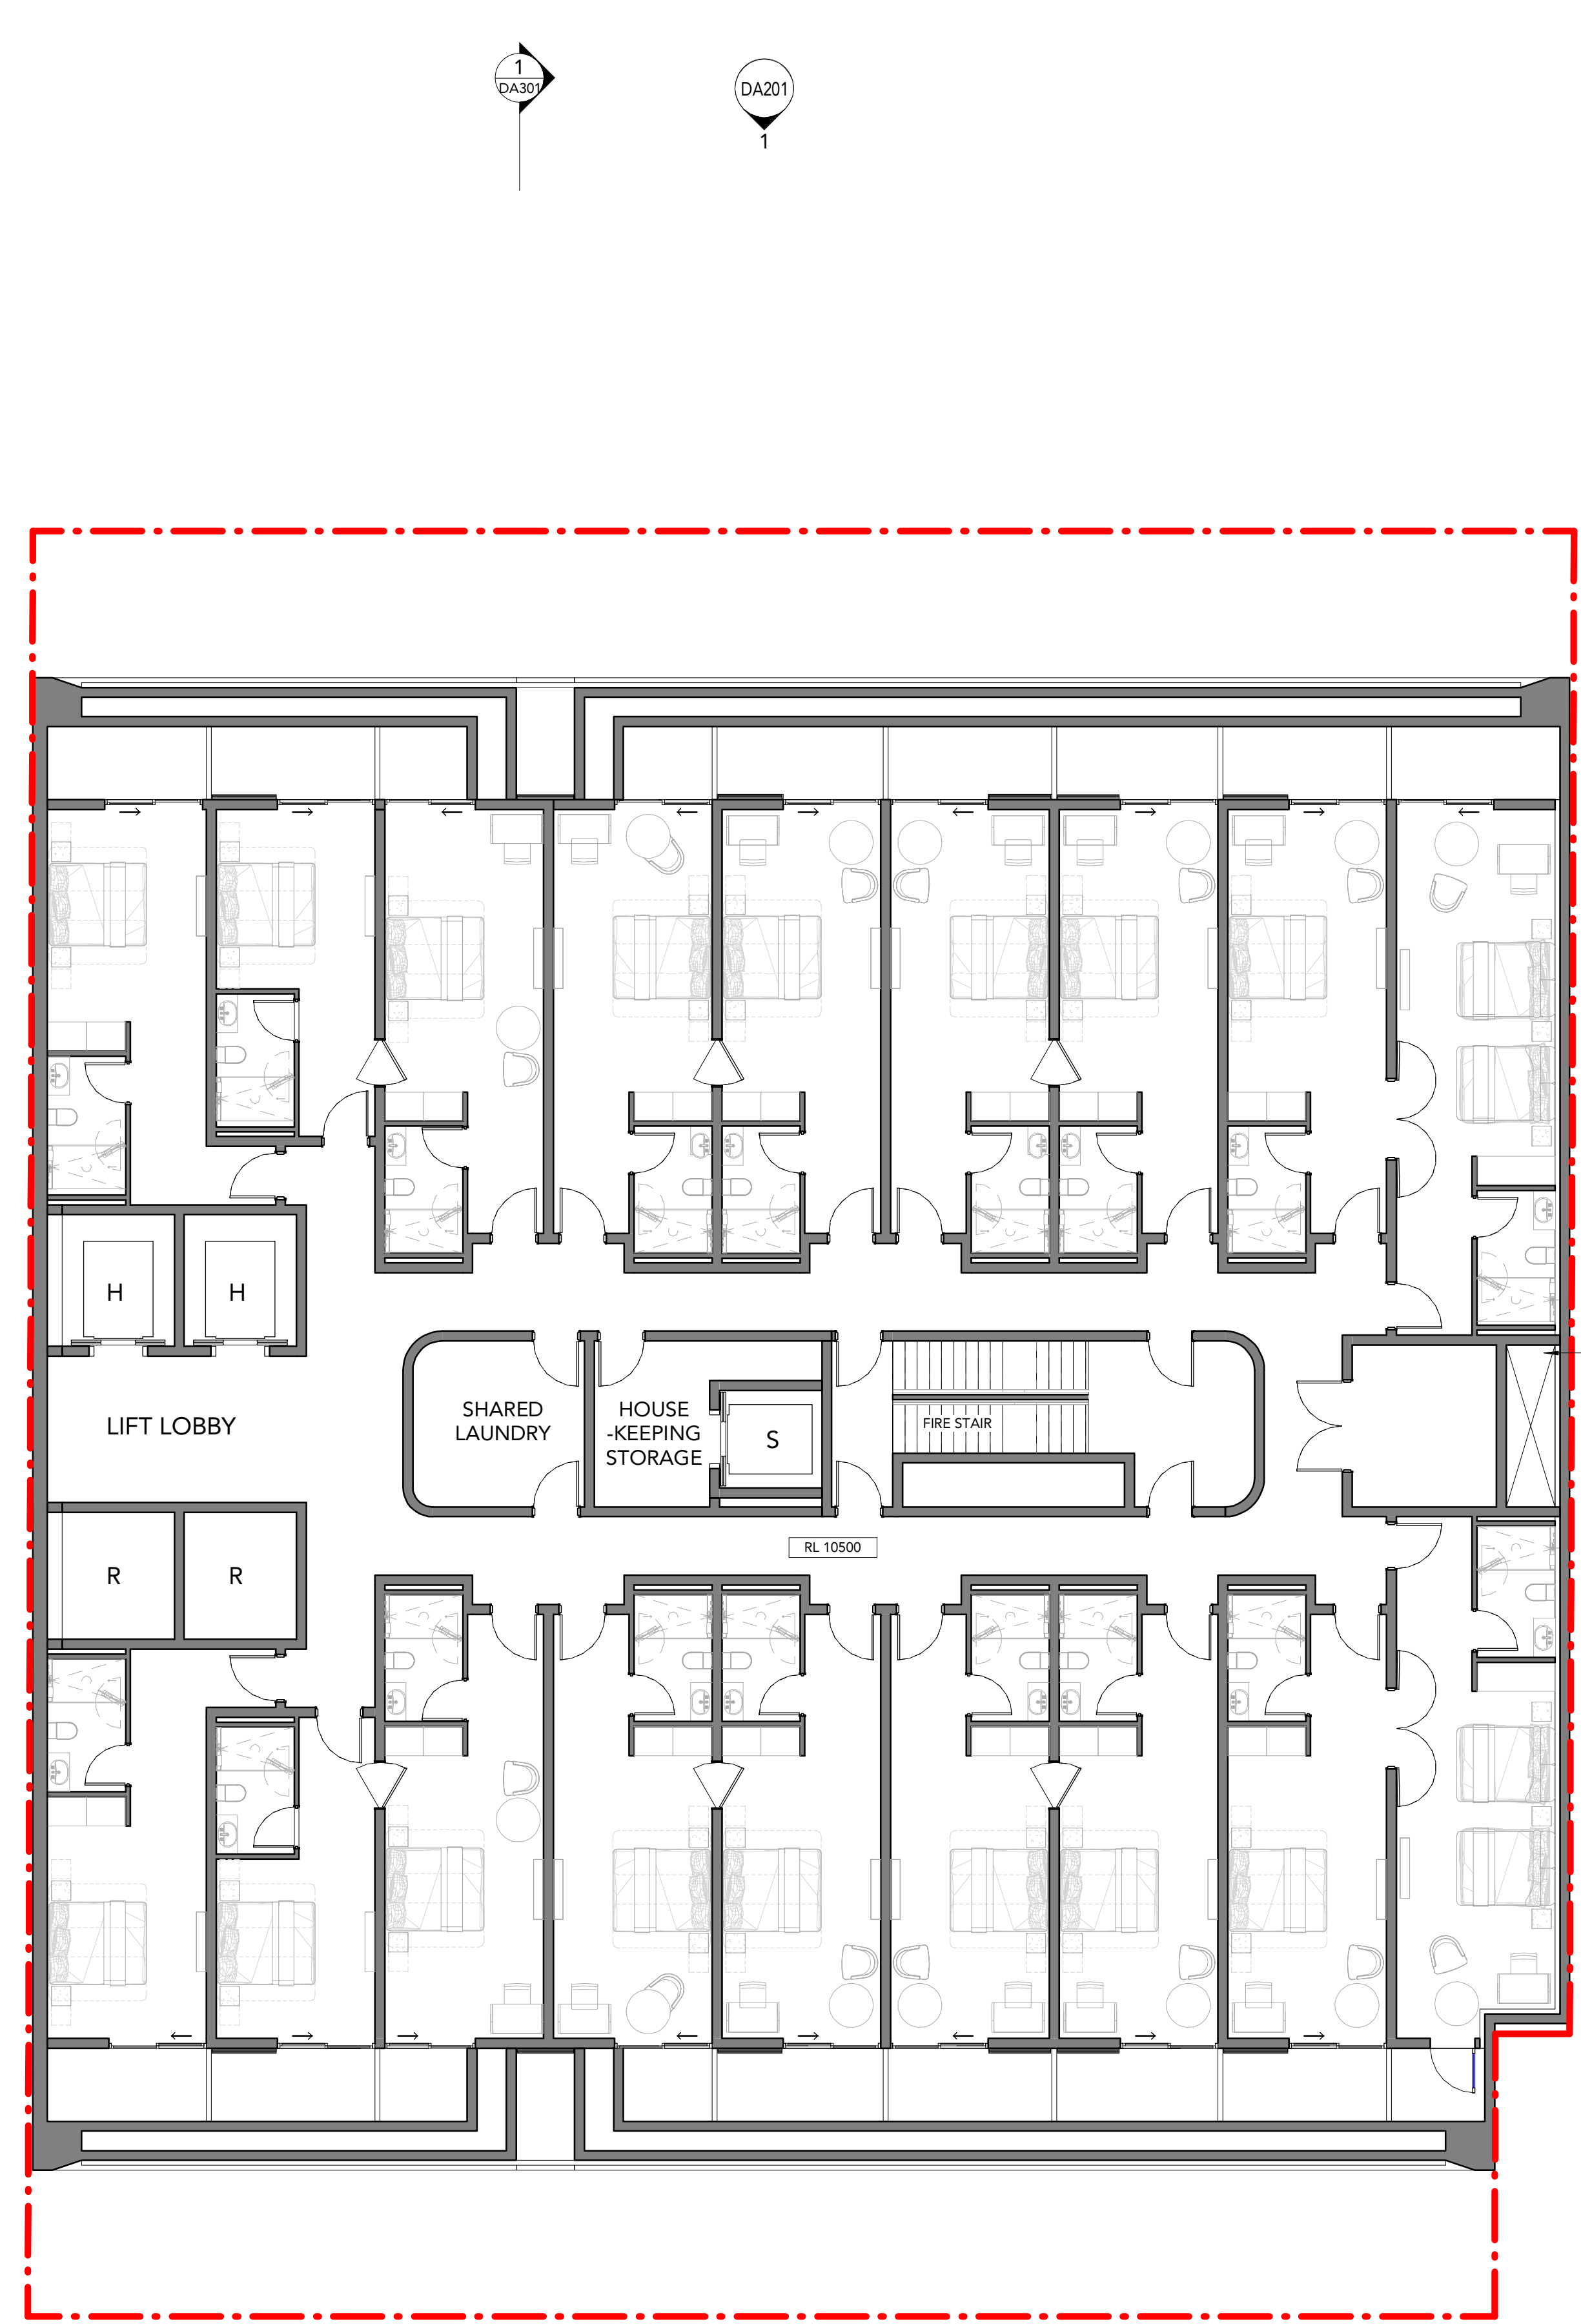 1
DA301
DA201
1
H
H
LIFT LOBBY
SHARED
LAUNDRY
HOUSE
-KEEPING
STORAGE
S
FIRE STAIR
RL 10500
R
R